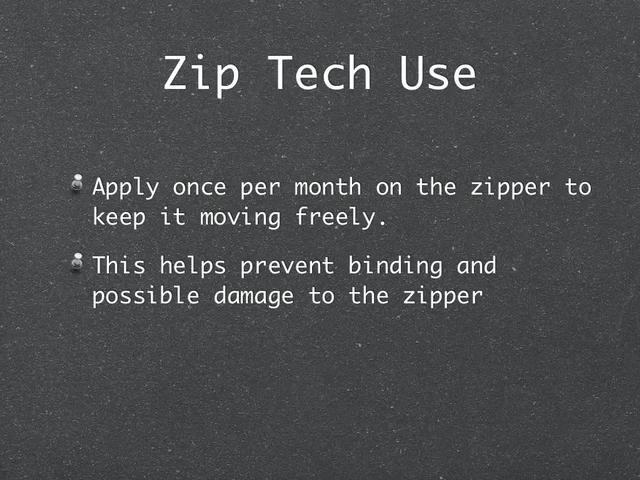 Zip Tech Use
Apply once per month on the zipper to
keep it moving freely.
This helps prevent binding and
possible damage to the zipper